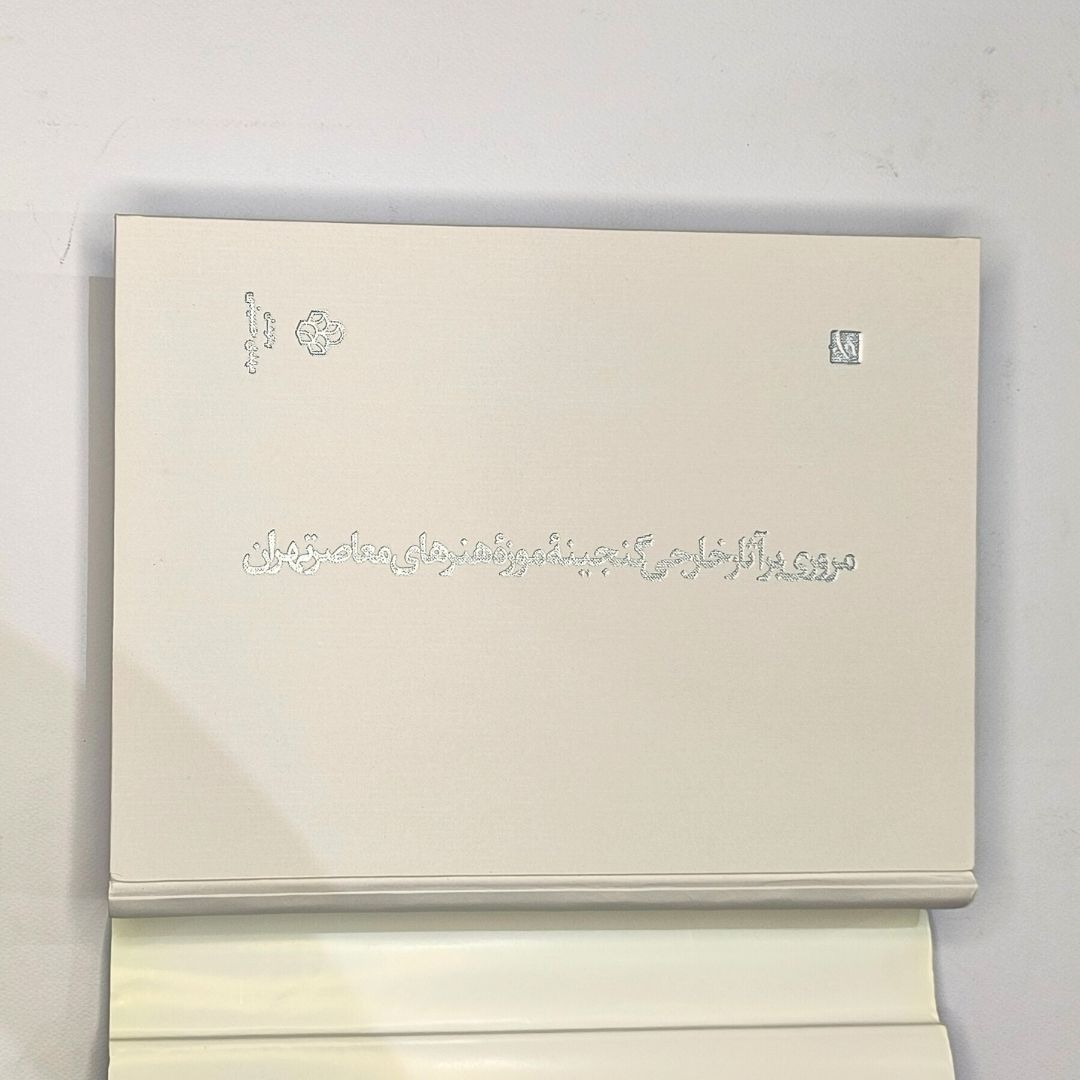 مروری بر آثار خارجی گنجینهٔ موزهٔ هنرهای معاصر تهران